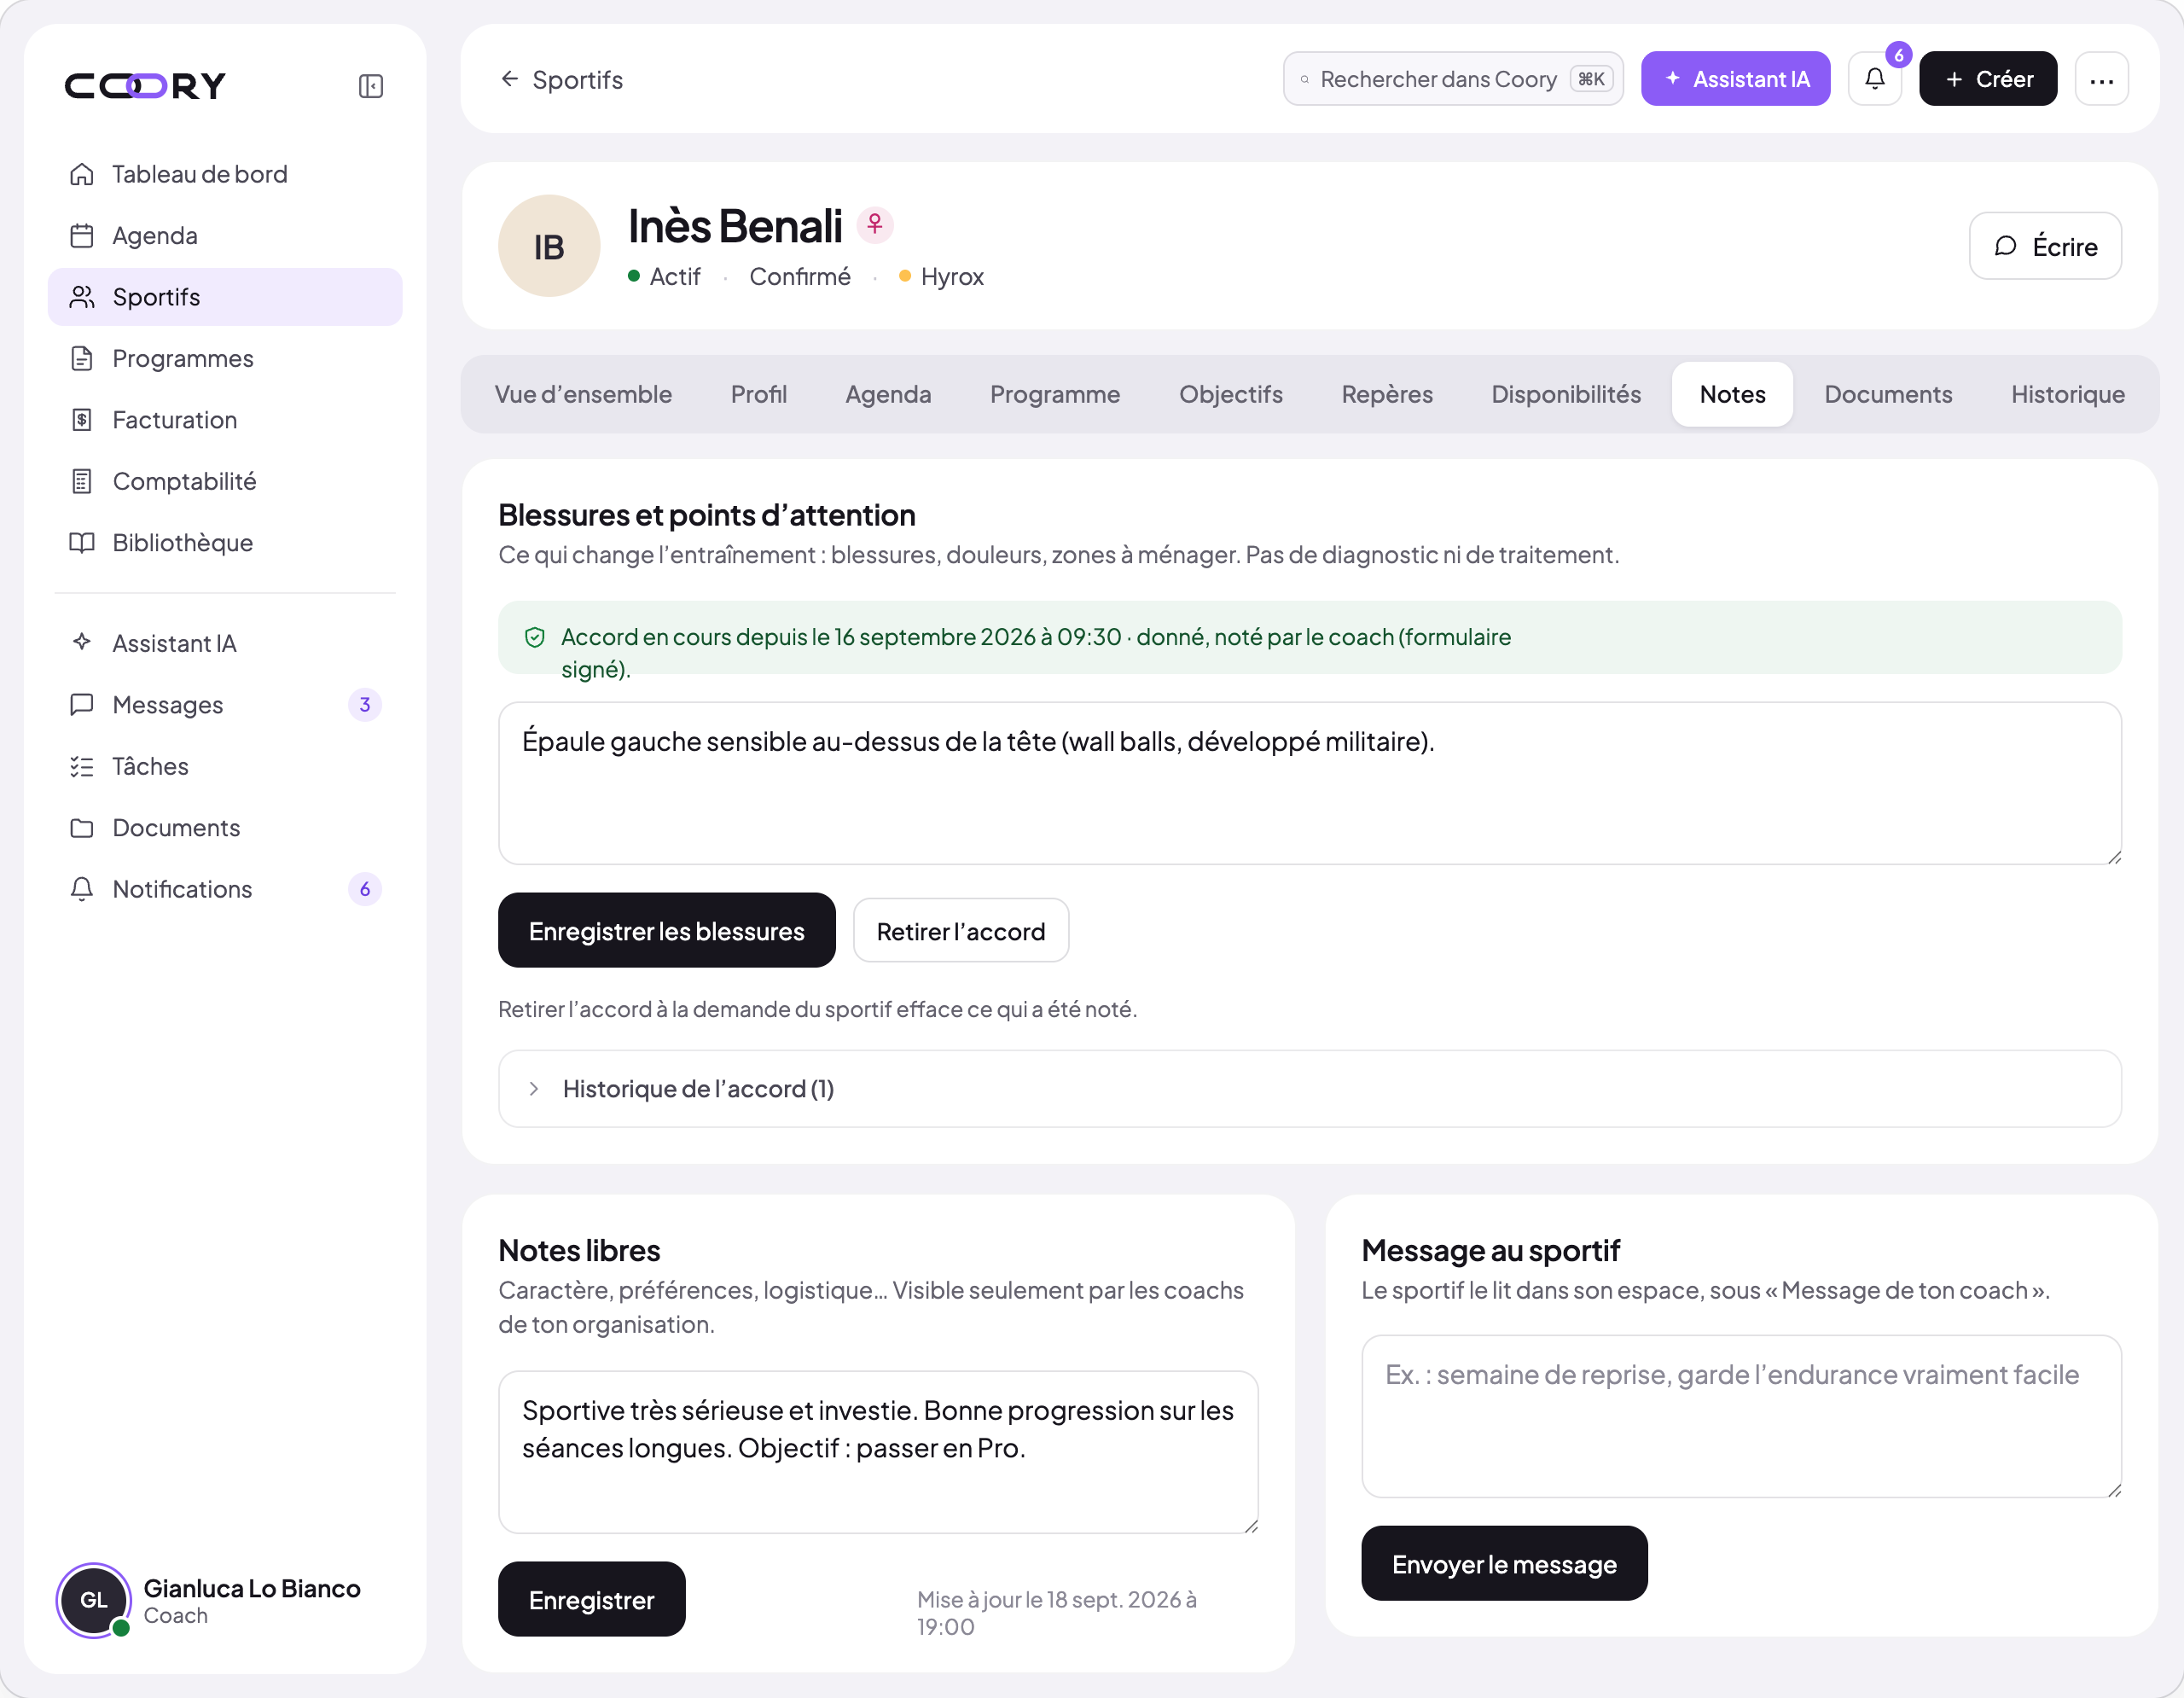 COORY
Tableau de bord
Agenda
Sportifs
Programmes
Facturation
Comptabilité
Bibliothèque
Assistant IA
Messages 3
Tâches
Documents
Notifications 6
GL
Gianluca Lo Bianco
Coach
← Sportifs
Rechercher dans Coory ⌘K
Assistant IA
6
+ Créer
...
IB
Inès Benali ♀
Actif · Confirmé · Hyrox
Écrire
Vue d’ensemble
Profil
Agenda
Programme
Objectifs
Repères
Disponibilités
Notes
Documents
Historique
Blessures et points d’attention
Ce qui change l’entraînement : blessures, douleurs, zones à ménager. Pas de diagnostic ni de traitement.
Accord en cours depuis le 16 septembre 2026 à 09:30 · donné, noté par le coach (formulaire
signé).
Épaule gauche sensible au-dessus de la tête (wall balls, développé militaire).
Enregistrer les blessures
Retirer l’accord
Retirer l’accord à la demande du sportif efface ce qui a été noté.
Historique de l’accord (1)
Notes libres
Caractère, préférences, logistique… Visible seulement par les coachs
de ton organisation.
Sportive très sérieuse et investie. Bonne progression sur les
séances longues. Objectif : passer en Pro.
Enregistrer
Mise à jour le 18 sept. 2026 à
19:00
Message au sportif
Le sportif le lit dans son espace, sous « Message de ton coach ».
Ex. : semaine de reprise, garde l’endurance vraiment facile
Envoyer le message